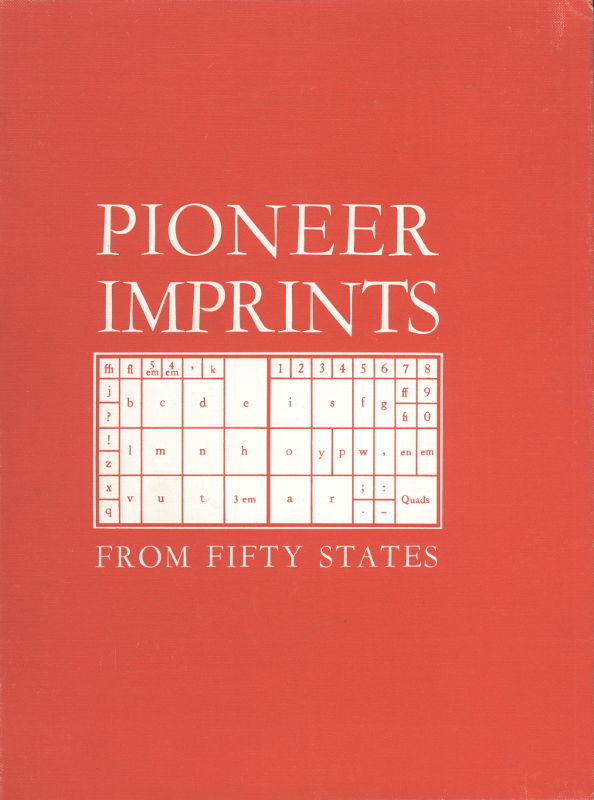 PIONEER
IMPRINTS
ffi fl 5 em 4 em ' k 1 2 3 4 5 6 7 8
j b c d e i s f g ff 9
? fi 0
! l m n h o y p w , en em
z
x v u t 3 em a r ; : Quads
q . -
FROM FIFTY STATES